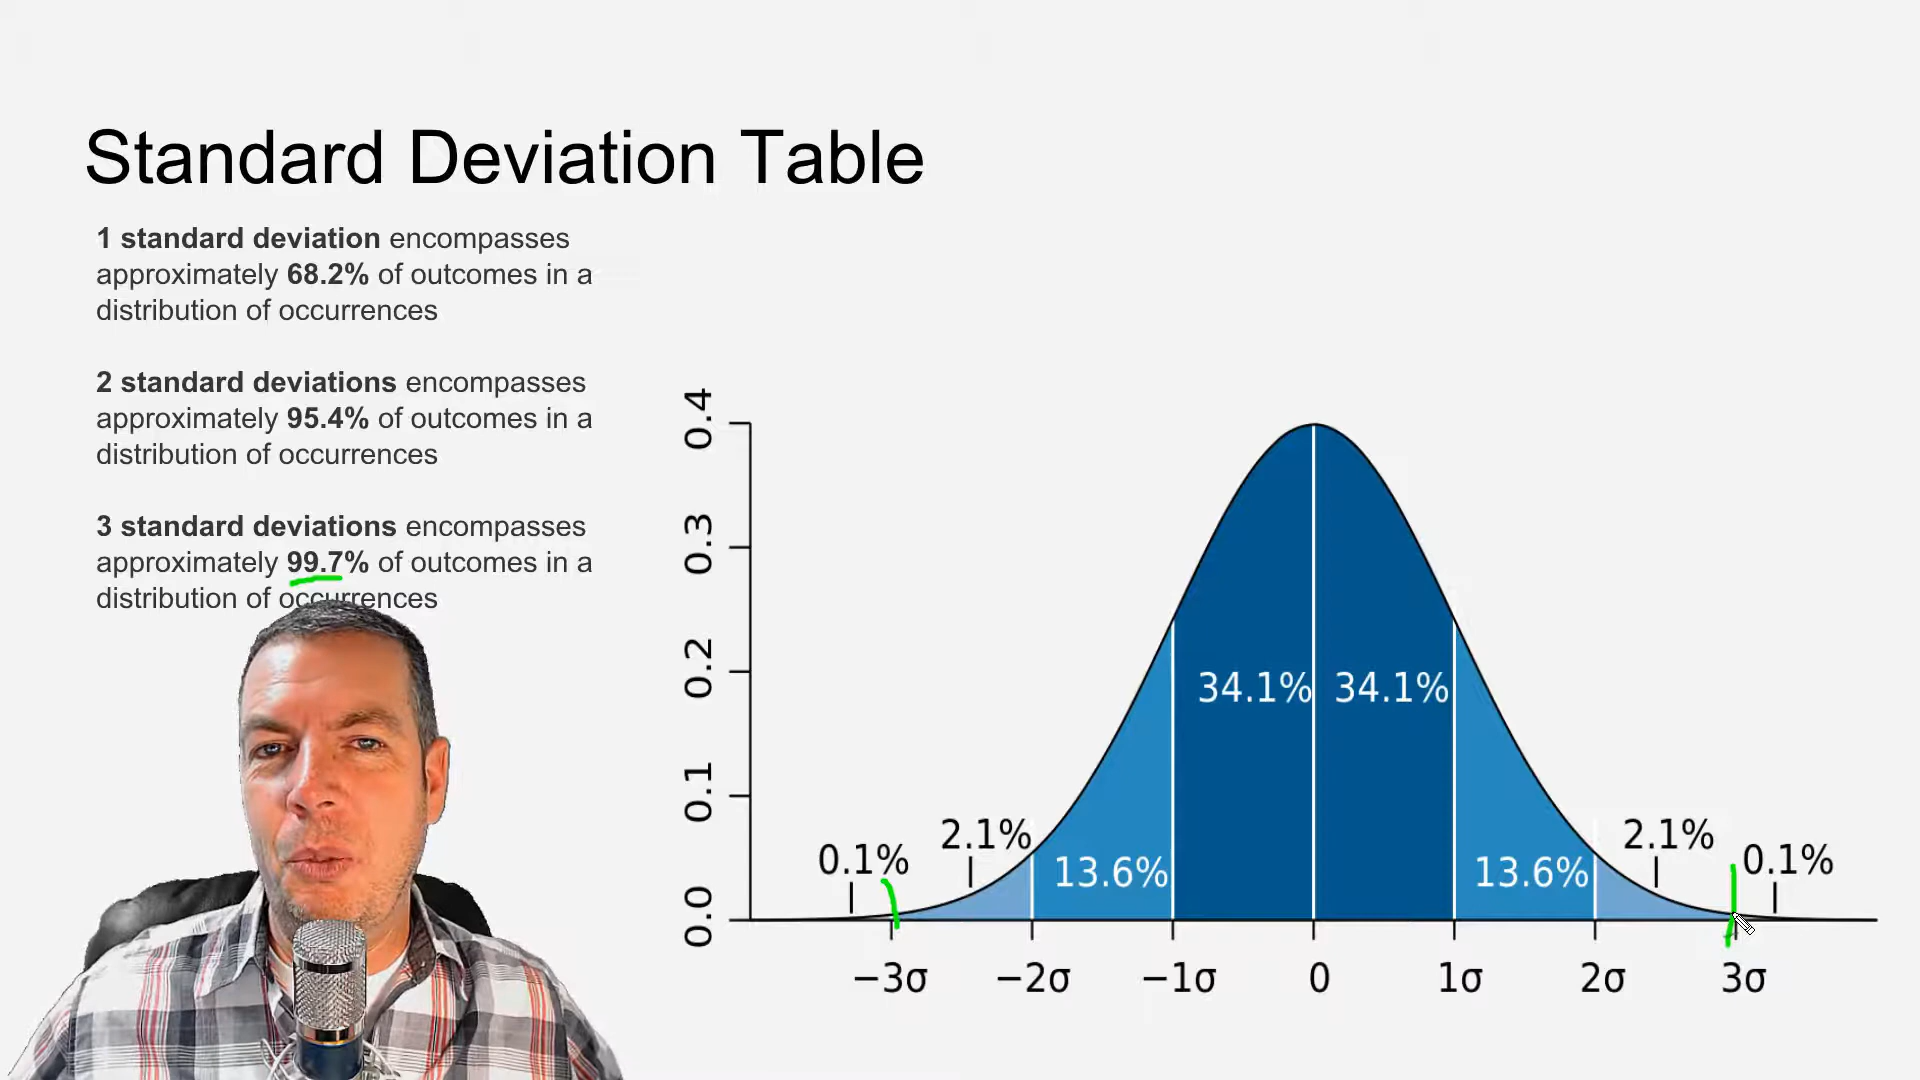 Standard Deviation Table
1 standard deviation encompasses
approximately 68.2% of outcomes in a
distribution of occurrences
2 standard deviations encompasses
approximately 95.4% of outcomes in a
distribution of occurrences
3 standard deviations encompasses
approximately 99.7% of outcomes in a
distribution of occurrences
0.4
0.3
0.2
0.1
0.0
34.1% 34.1%
0.1% 2.1% 13.6% 13.6% 2.1% 0.1%
−3σ −2σ −1σ 0 1σ 2σ 3σ